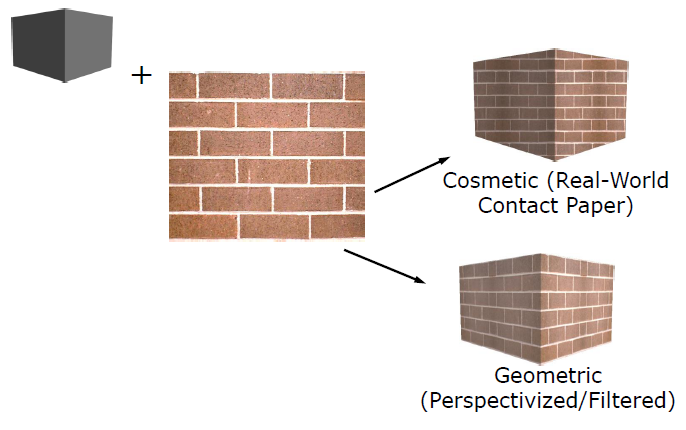 +
Cosmetic (Real-World
Contact Paper)
Geometric
(Perspectivized/Filtered)